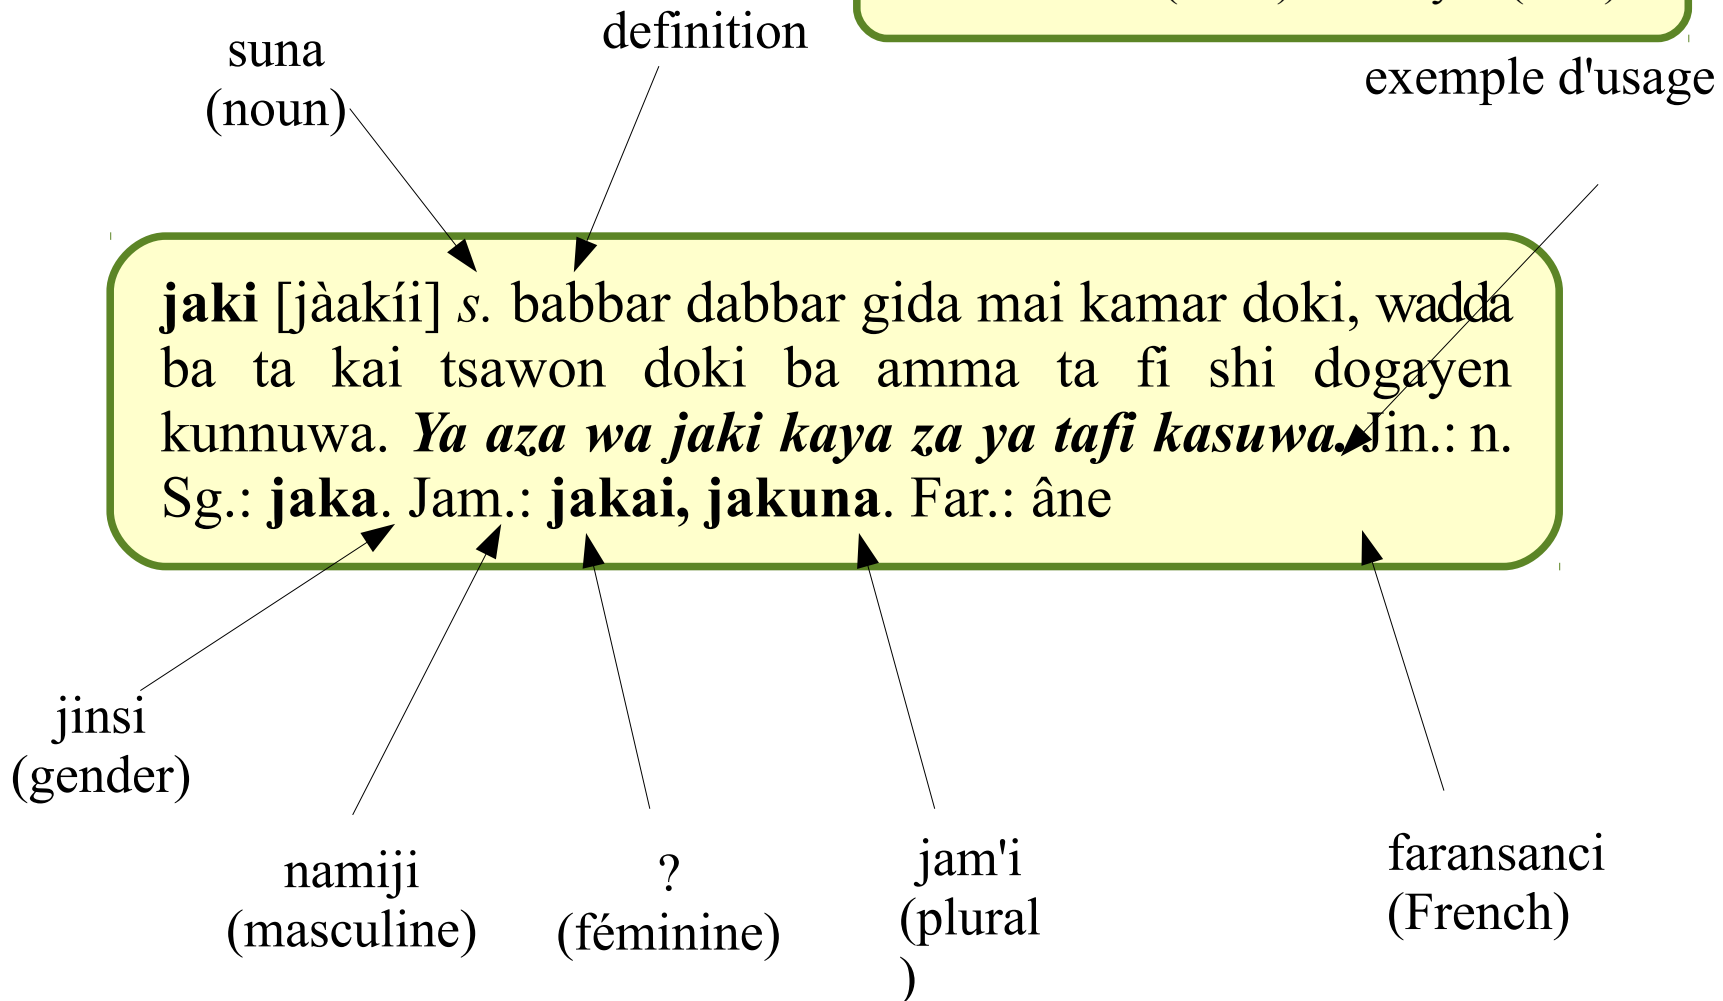 definition
suna
(noun)
exemple d'usage
jaki [jàakíi] s. babbar dabbar gida mai kamar doki, wadda
ba ta kai tsawon doki ba amma ta fi shi dogayen
kunnuwa. Ya aza wa jaki kaya za ya tafi kasuwa. Jin.: n.
Sg.: jaka. Jam.: jakai, jakuna. Far.: âne
jinsi
(gender)
namiji
(masculine)
?
(féminine)
jam'i
(plural
)
faransanci
(French)